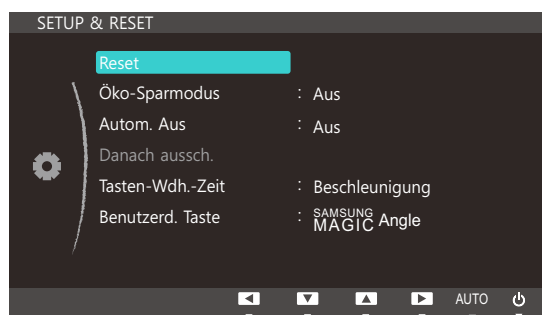 SETUP & RESET
Reset
Öko-Sparmodus : Aus
Autom. Aus : Aus
Danach aussch.
Tasten-Wdh.-Zeit : Beschleunigung
Benutzerd. Taste : SAMSUNG MAGIC Angle
AUTO